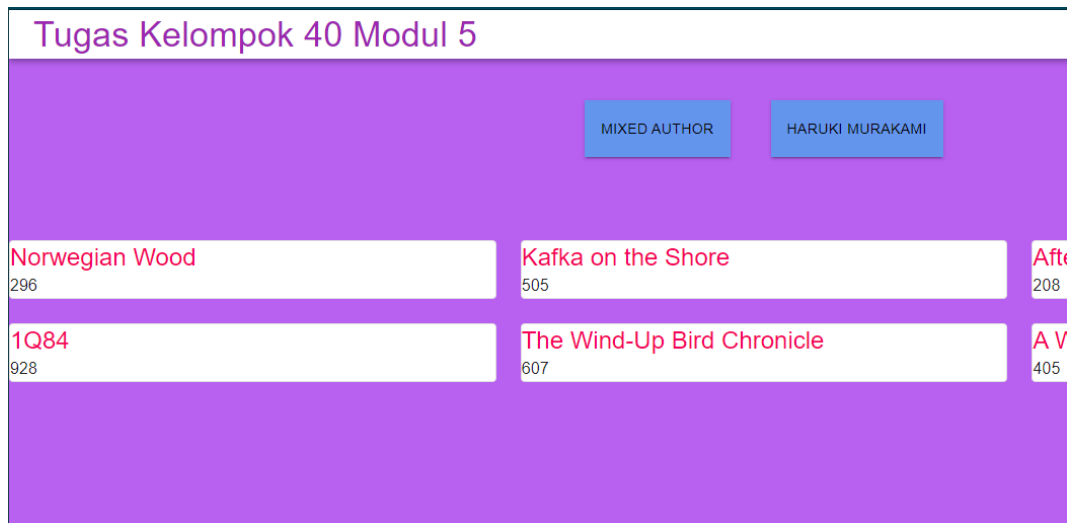 Tugas Kelompok 40 Modul 5
MIXED AUTHOR HARUKI MURAKAMI
Norwegian Wood Kafka on the Shore
296 505 208
1Q84 The Wind-Up Bird Chronicle A
928 607 405